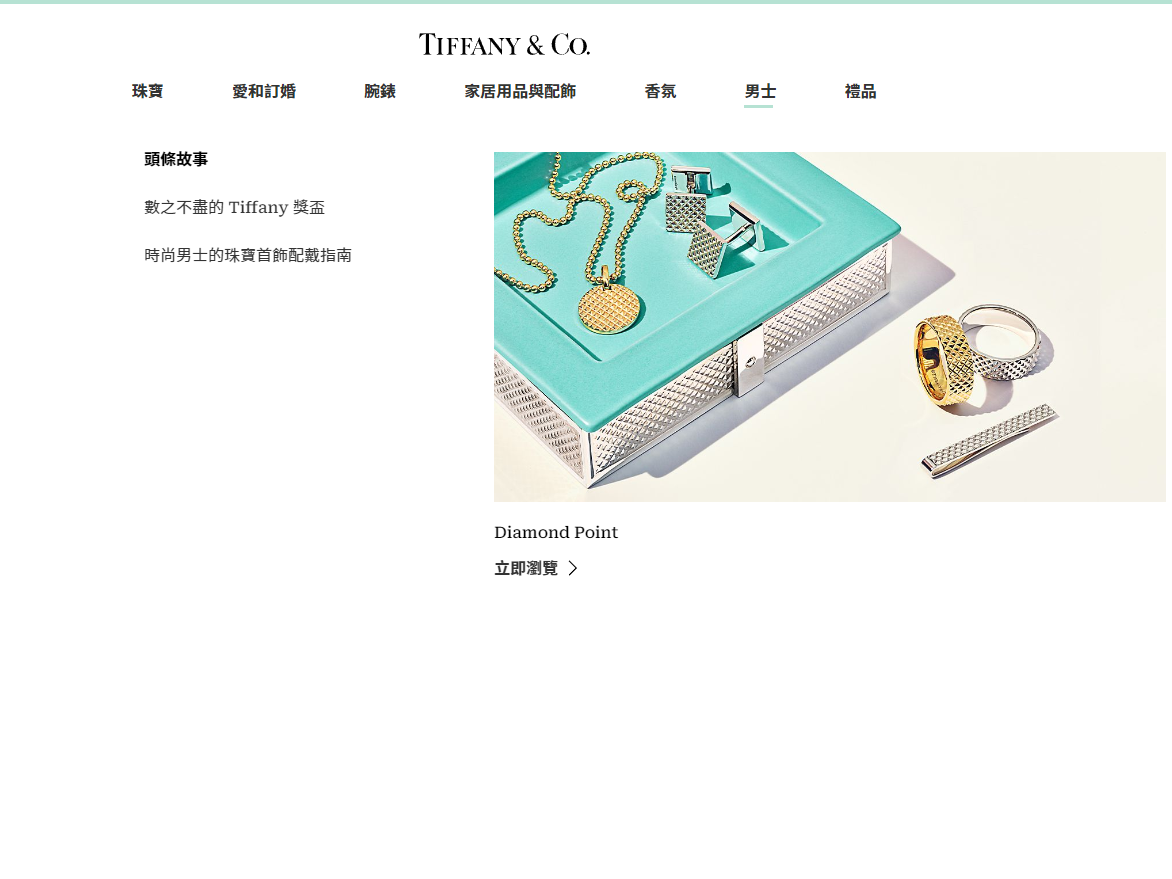 TIFFANY & CO.
珠寶 愛和訂婚 腕錶 家居用品與配飾 香氛 男士 禮品
頭條故事
數之不盡的 Tiffany 獎盃
時尚男士的珠寶首飾配戴指南
Diamond Point
立即瀏覽